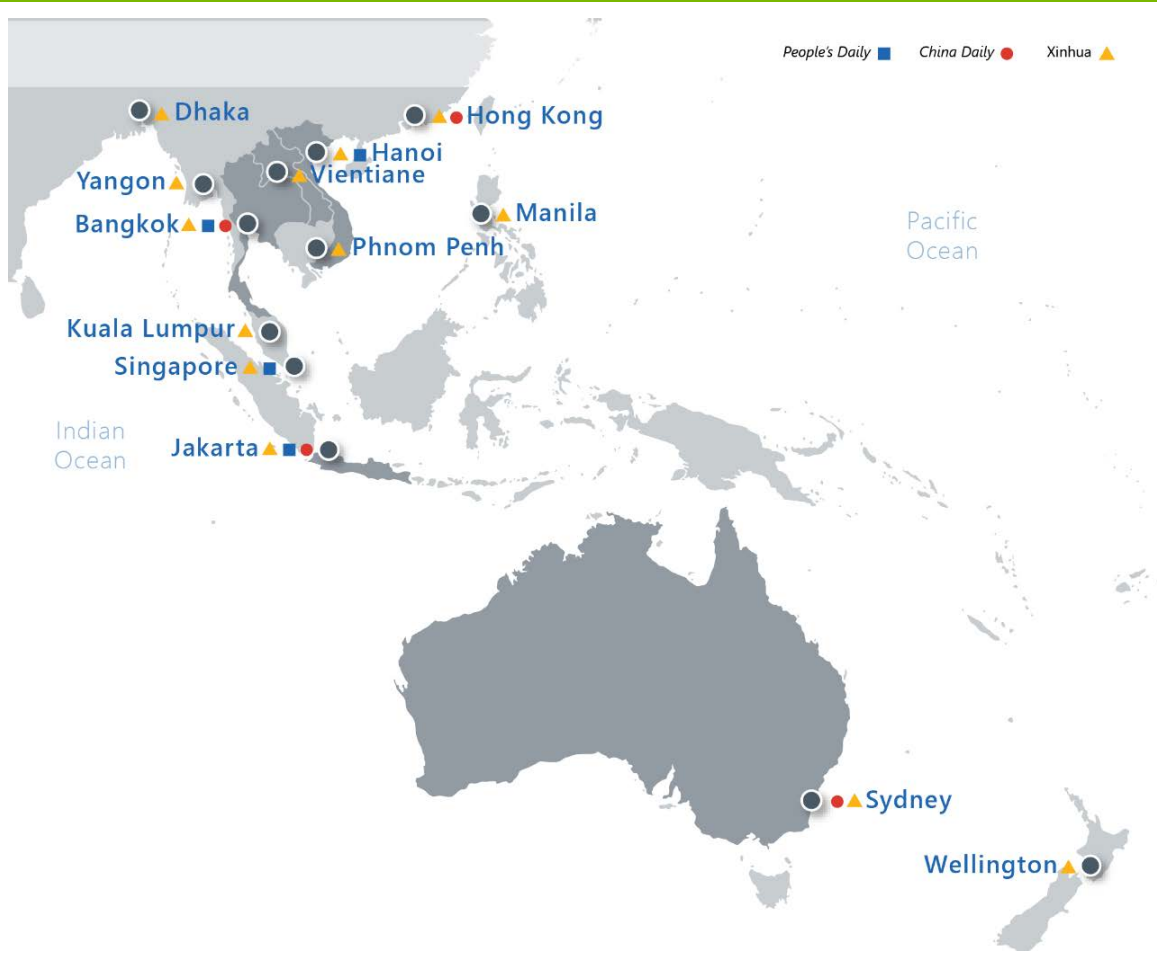 People's Daily
China Daily
Xinhua
Dhaka
Hong Kong
Hanoi
Vientiane
Yangon
Bangkok
Manila
Phnom Penh
Pacific
Ocean
Kuala Lumpur
Singapore
Indian
Ocean
Jakarta
Sydney
Wellington